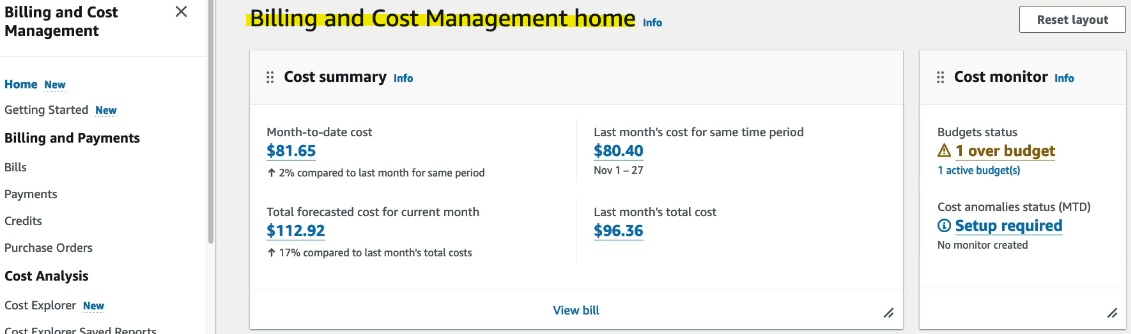 Billing and Cost
Management
Home New
Getting Started New
Billing and Payments
Bills
Payments
Credits
Purchase Orders
Cost Analysis
Cost Explorer New
Cost Explorer Saved Reports
Billing and Cost Management home Info
Reset layout
Cost summary Info
Month-to-date cost
$81.65
↑ 2% compared to last month for same period
Last month's cost for same time period
$80.40
Nov 1 – 27
Total forecasted cost for current month
$112.92
↑ 17% compared to last month's total costs
Last month's total cost
$96.36
View bill
Cost monitor Info
Budgets status
1 over budget
1 active budget(s)
Cost anomalies status (MTD)
Setup required
No monitor created